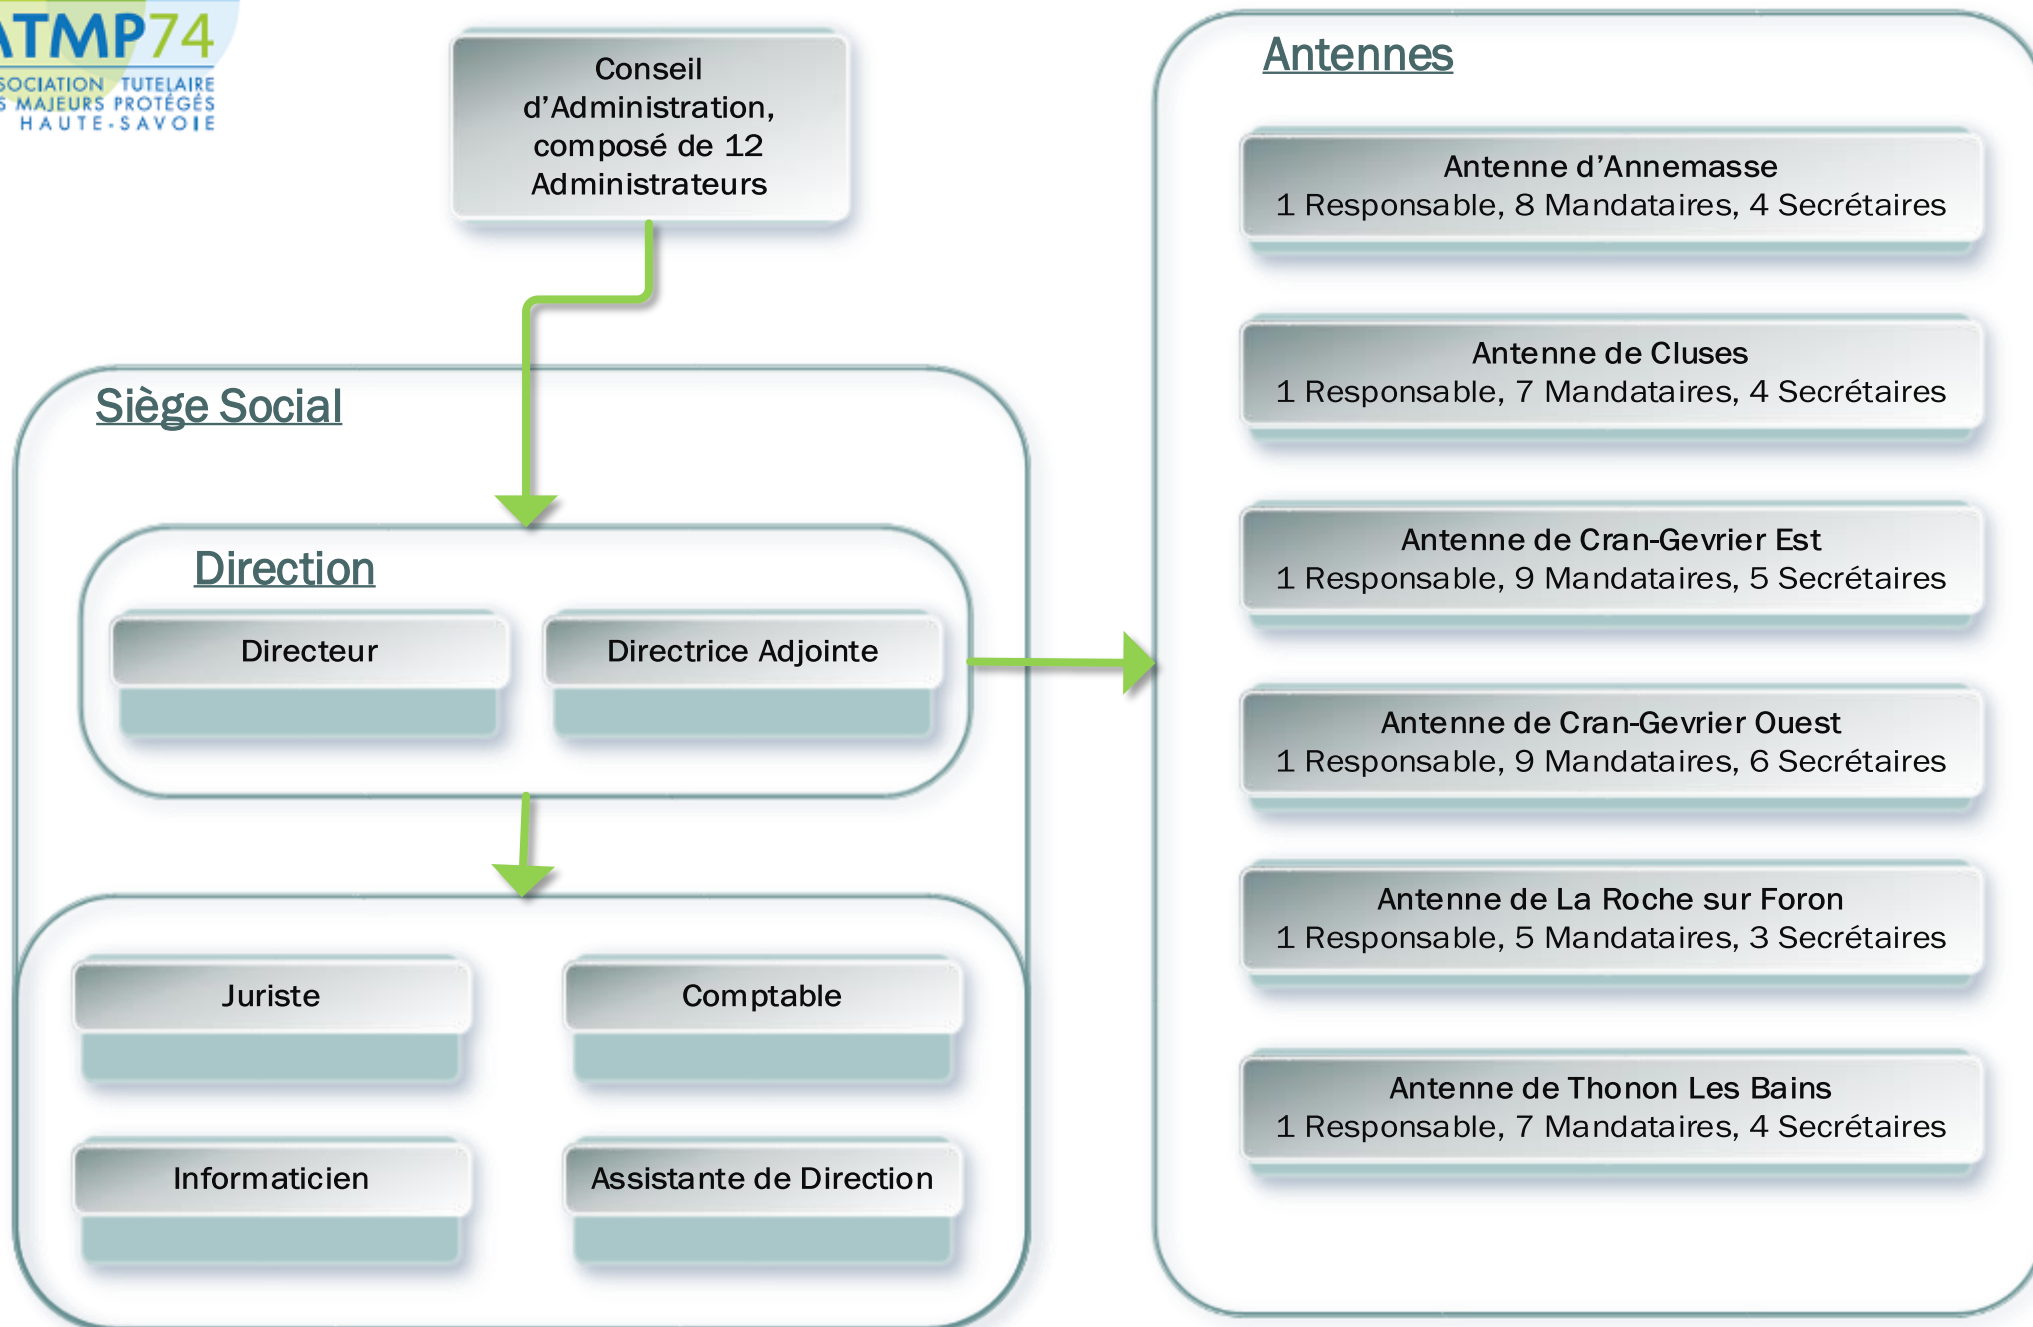 ATMP74
SOCIATION TUTELAIRE
S MAJEURS PROTÉGÉS
HAUTE-SAVOIE
Conseil
d’Administration,
composé de 12
Administrateurs
Siège Social
Direction
Directeur
Directrice Adjointe
Juriste
Comptable
Informaticien
Assistante de Direction
Antennes
Antenne d’Annemasse
1 Responsable, 8 Mandataires, 4 Secrétaires
Antenne de Cluses
1 Responsable, 7 Mandataires, 4 Secrétaires
Antenne de Cran-Gevrier Est
1 Responsable, 9 Mandataires, 5 Secrétaires
Antenne de Cran-Gevrier Ouest
1 Responsable, 9 Mandataires, 6 Secrétaires
Antenne de La Roche sur Foron
1 Responsable, 5 Mandataires, 3 Secrétaires
Antenne de Thonon Les Bains
1 Responsable, 7 Mandataires, 4 Secrétaires